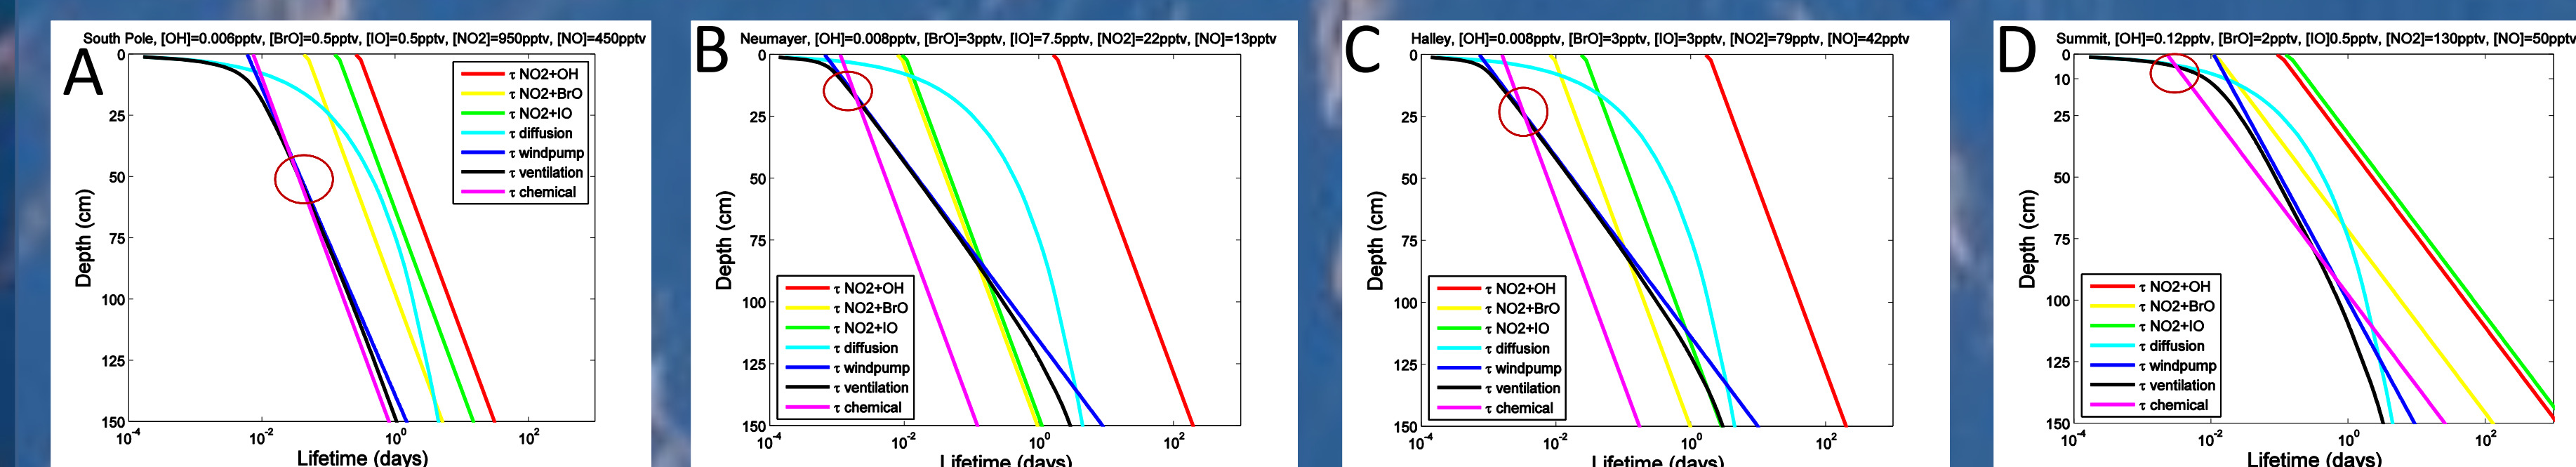 A
South Pole, [OH]=0.006pptv, [BrO]=0.5pptv, [IO]=0.5pptv, [NO2]=950pptv, [NO]=450pptv
0
25
50
75
100
125
150
Depth (cm)
τ NO2+OH
τ NO2+BrO
τ NO2+IO
τ diffusion
τ windpump
τ ventilation
τ chemical
10^-4
10^-2
10^0
10^2
Lifetime (days)
B
Neumayer, [OH]=0.008pptv, [BrO]=3pptv, [IO]=7.5pptv, [NO2]=22pptv, [NO]=13pptv
0
25
50
75
100
125
150
Depth (cm)
τ NO2+OH
τ NO2+BrO
τ NO2+IO
τ diffusion
τ windpump
τ ventilation
τ chemical
10^-4
10^-2
10^0
10^2
Lifetime (days)
C
Halley, [OH]=0.008pptv, [BrO]=3pptv, [IO]=3pptv, [NO2]=79pptv, [NO]=42pptv
0
25
50
75
100
125
150
Depth (cm)
τ NO2+OH
τ NO2+BrO
τ NO2+IO
τ diffusion
τ windpump
τ ventilation
τ chemical
10^-4
10^-2
10^0
10^2
Lifetime (days)
D
Summit, [OH]=0.12pptv, [BrO]=2pptv, [IO]0.5pptv, [NO2]=130pptv, [NO]=50pptv
0
10
25
50
75
100
125
150
Depth (cm)
τ NO2+OH
τ NO2+BrO
τ NO2+IO
τ diffusion
τ windpump
τ ventilation
τ chemical
10^-4
10^-2
10^0
10^2
Lifetime (days)